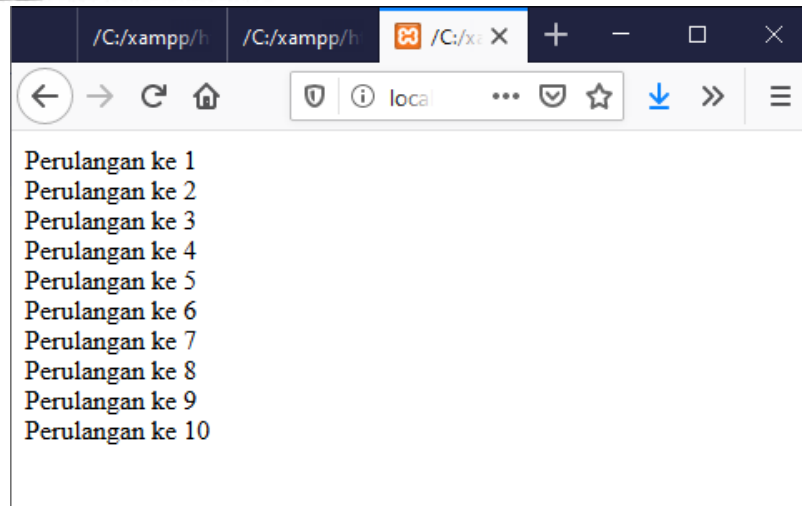 /C:/xampp/h
/C:/xampp/h
/C:/xa
local
Perulangan ke 1
Perulangan ke 2
Perulangan ke 3
Perulangan ke 4
Perulangan ke 5
Perulangan ke 6
Perulangan ke 7
Perulangan ke 8
Perulangan ke 9
Perulangan ke 10